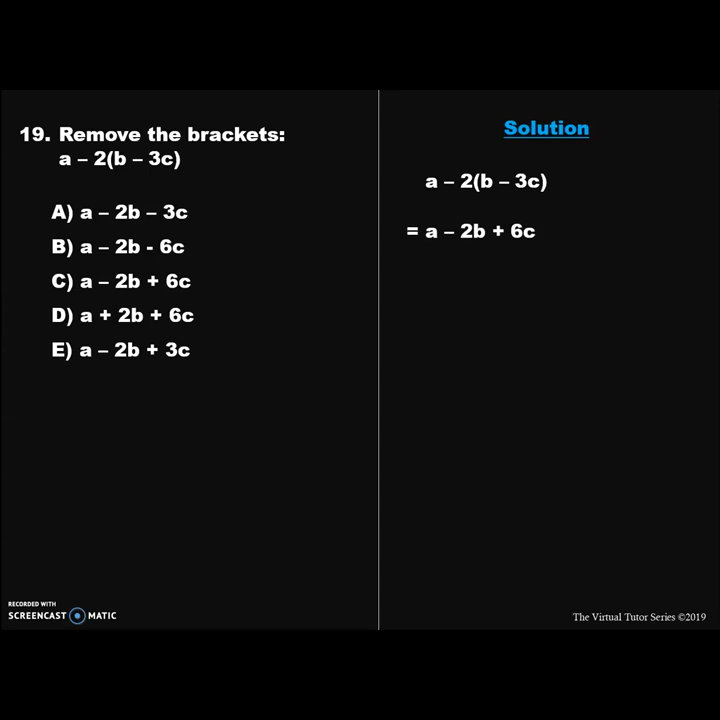 19. Remove the brackets:
a – 2(b – 3c)
A) a – 2b – 3c
B) a – 2b - 6c
C) a – 2b + 6c
D) a + 2b + 6c
E) a – 2b + 3c
Solution
a – 2(b – 3c)
= a – 2b + 6c
RECORDED WITH
SCREENCAST MATIC
The Virtual Tutor Series ©2019